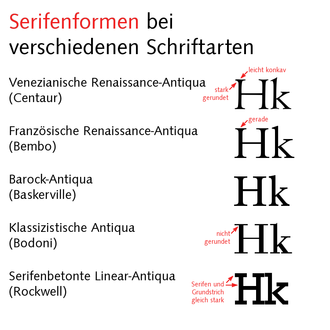 Serifenformen bei
verschiedenen Schriftarten
Venezianische Renaissance-Antiqua
(Centaur)
leicht konkav
stark
gerundet
Hk
Französische Renaissance-Antiqua
(Bembo)
gerade
Hk
Barock-Antiqua
(Baskerville)
Hk
Klassizistische Antiqua
(Bodoni)
nicht
gerundet
Hk
Serifenbetonte Linear-Antiqua
(Rockwell)
Serifen und
Grundstrich
gleich stark
Hk